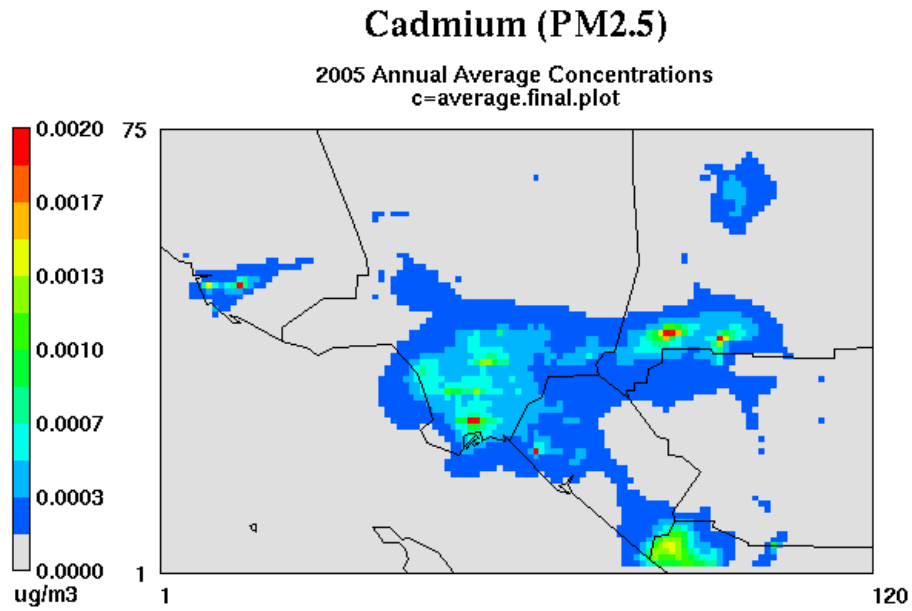 Cadmium (PM2.5)
2005 Annual Average Concentrations
c=average.final.plot
0.0020
75
0.0017
0.0013
0.0010
0.0007
0.0003
0.0000
1
ug/m3
1
120